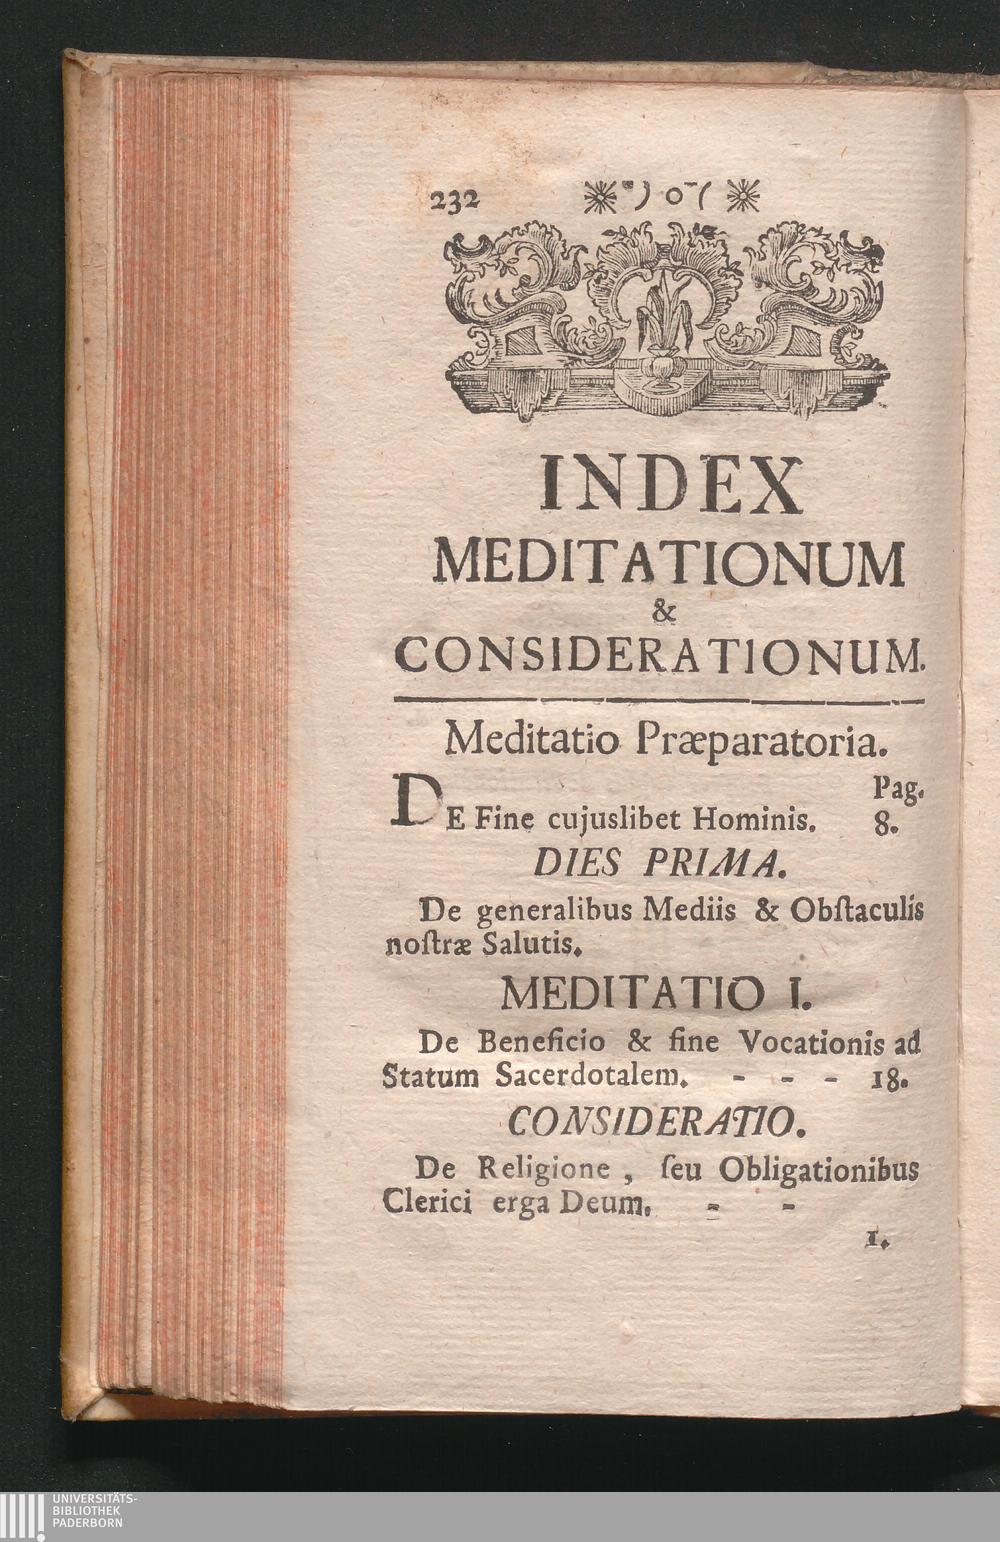 232 ※ ) o ( ※
INDEX
MEDITATIONUM
&
CONSIDERATIONUM.
Meditatio Præparatoria.
Pag.
DE Fine cujuslibet Hominis. 8.
DIES PRIMA.
De generalibus Mediis & Obſtaculis
noſtræ Salutis.
MEDITATIO I.
De Beneficio & fine Vocationis ad
Statum Sacerdotalem. - - - 18.
CONSIDERATIO.
De Religione , ſeu Obligationibus
Clerici erga Deum. - -
I.
UNIVERSITÄTS-
BIBLIOTHEK
PADERBORN